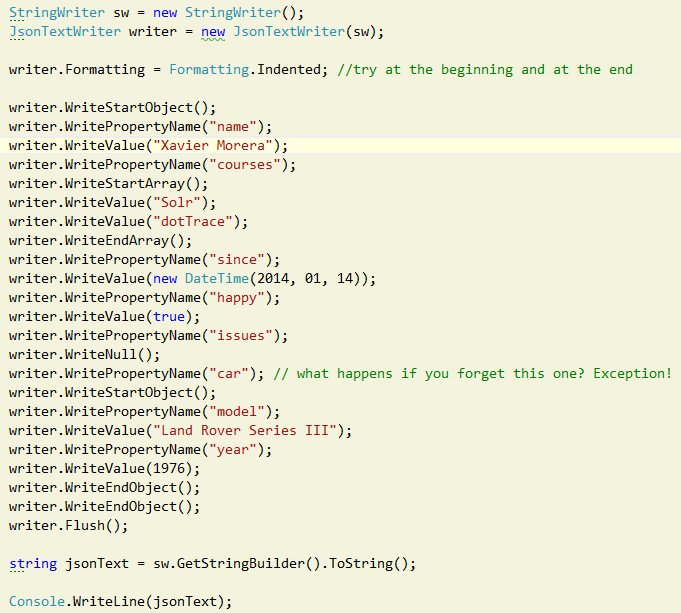 StringWriter sw = new StringWriter();
JsonTextWriter writer = new JsonTextWriter(sw);
writer.Formatting = Formatting.Indented; //try at the beginning and at the end
writer.WriteStartObject();
writer.WritePropertyName("name");
writer.WriteValue("Xavier Morera");
writer.WritePropertyName("courses");
writer.WriteStartArray();
writer.WriteValue("Solr");
writer.WriteValue("dotTrace");
writer.WriteEndArray();
writer.WritePropertyName("since");
writer.WriteValue(new DateTime(2014, 01, 14));
writer.WritePropertyName("happy");
writer.WriteValue(true);
writer.WritePropertyName("issues");
writer.WriteNull();
writer.WritePropertyName("car"); // what happens if you forget this one? Exception!
writer.WriteStartObject();
writer.WritePropertyName("model");
writer.WriteValue("Land Rover Series III");
writer.WritePropertyName("year");
writer.WriteValue(1976);
writer.WriteEndObject();
writer.WriteEndObject();
writer.Flush();
string jsonText = sw.GetStringBuilder().ToString();
Console.WriteLine(jsonText);